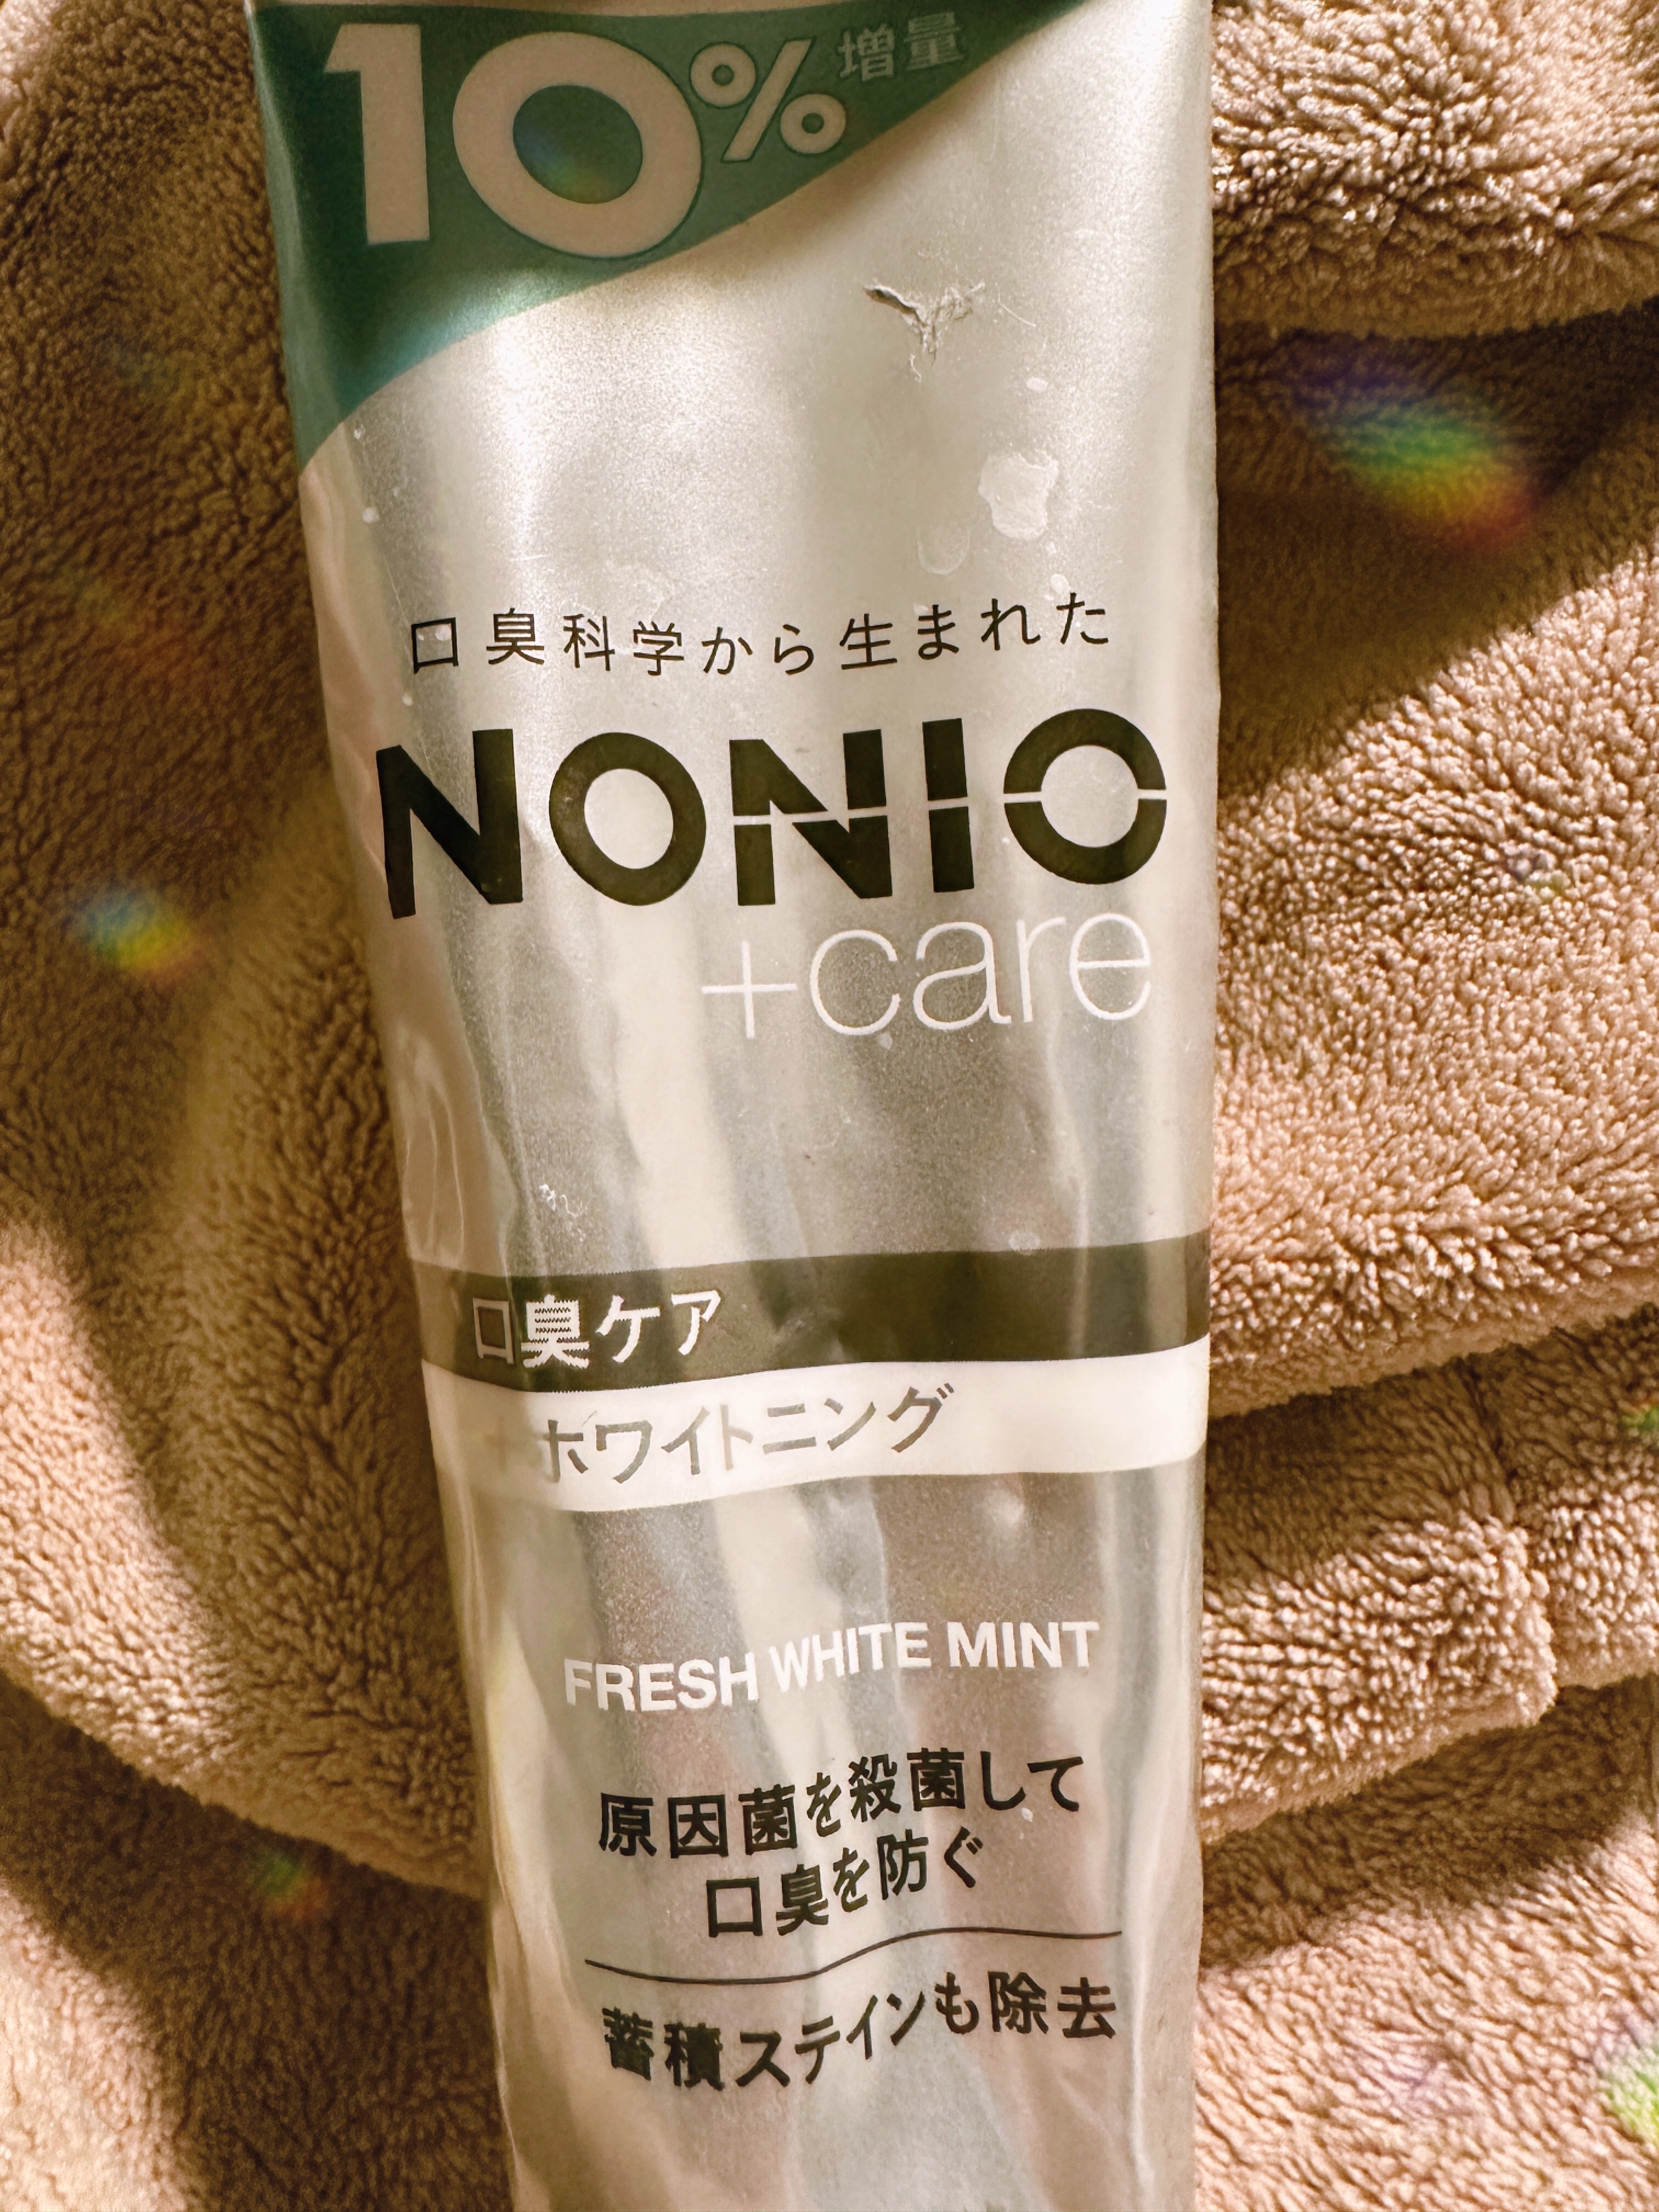 10%増量
口臭科学から生まれた
NONIO
+care
口臭ケア
ホワイトニング
FRESH WHITE MINT
原因菌を殺菌して
口臭を防ぐ
蓄積ステインも除去